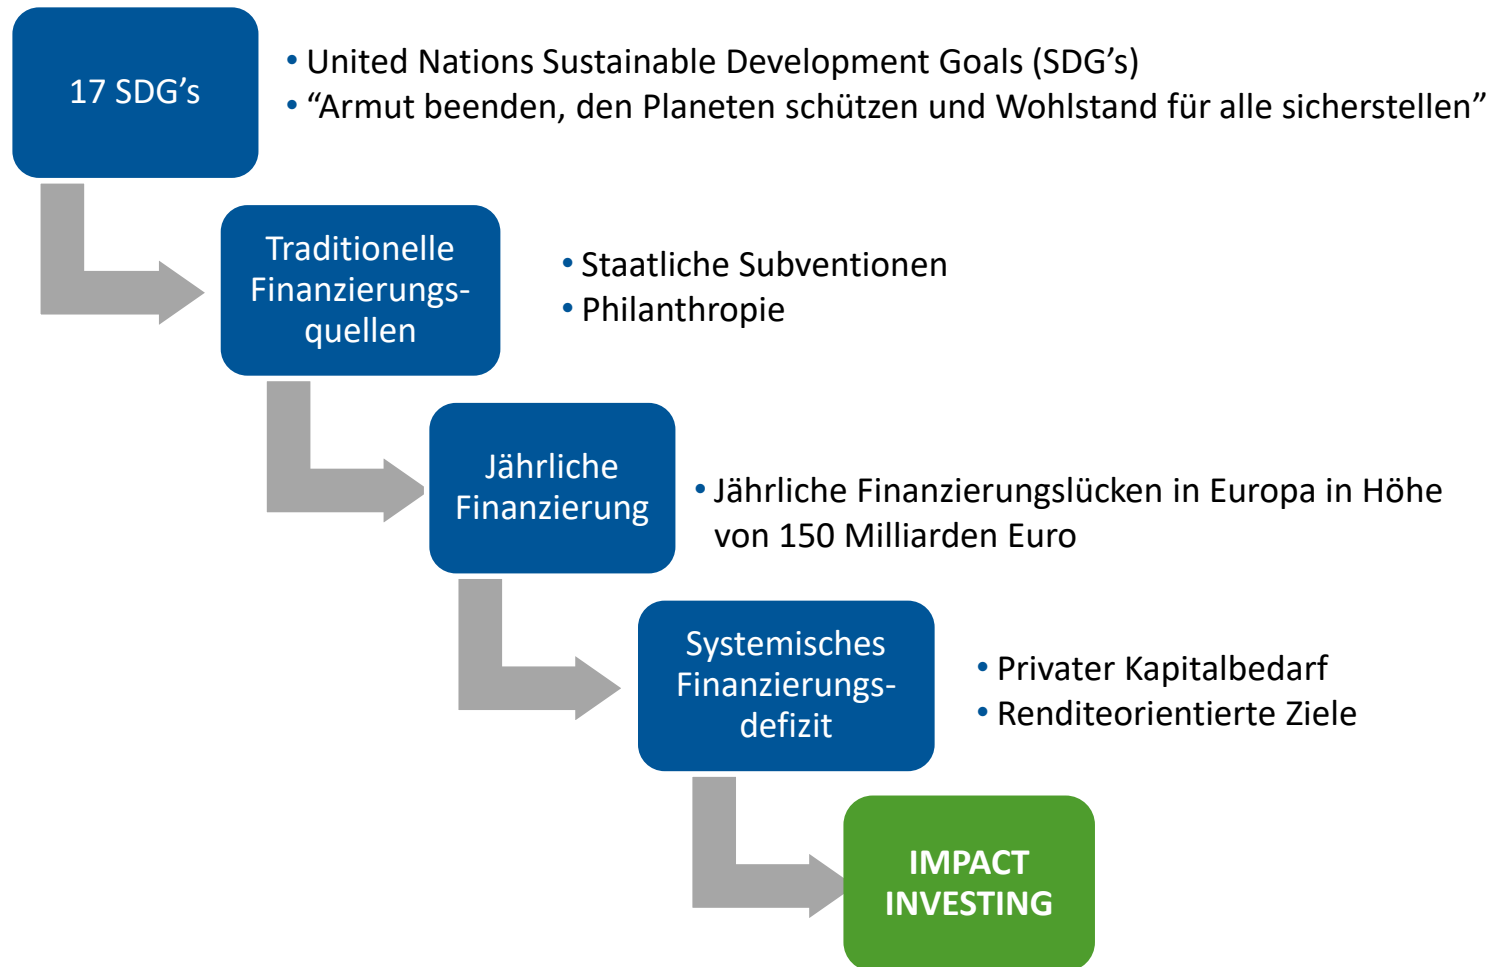 17 SDG’s
• United Nations Sustainable Development Goals (SDG’s)
• “Armut beenden, den Planeten schützen und Wohlstand für alle sicherstellen”
Traditionelle
Finanzierungs-
quellen
• Staatliche Subventionen
• Philanthropie
Jährliche
Finanzierung
• Jährliche Finanzierungslücken in Europa in Höhe
von 150 Milliarden Euro
Systemisches
Finanzierungs-
defizit
• Privater Kapitalbedarf
• Renditeorientierte Ziele
IMPACT
INVESTING